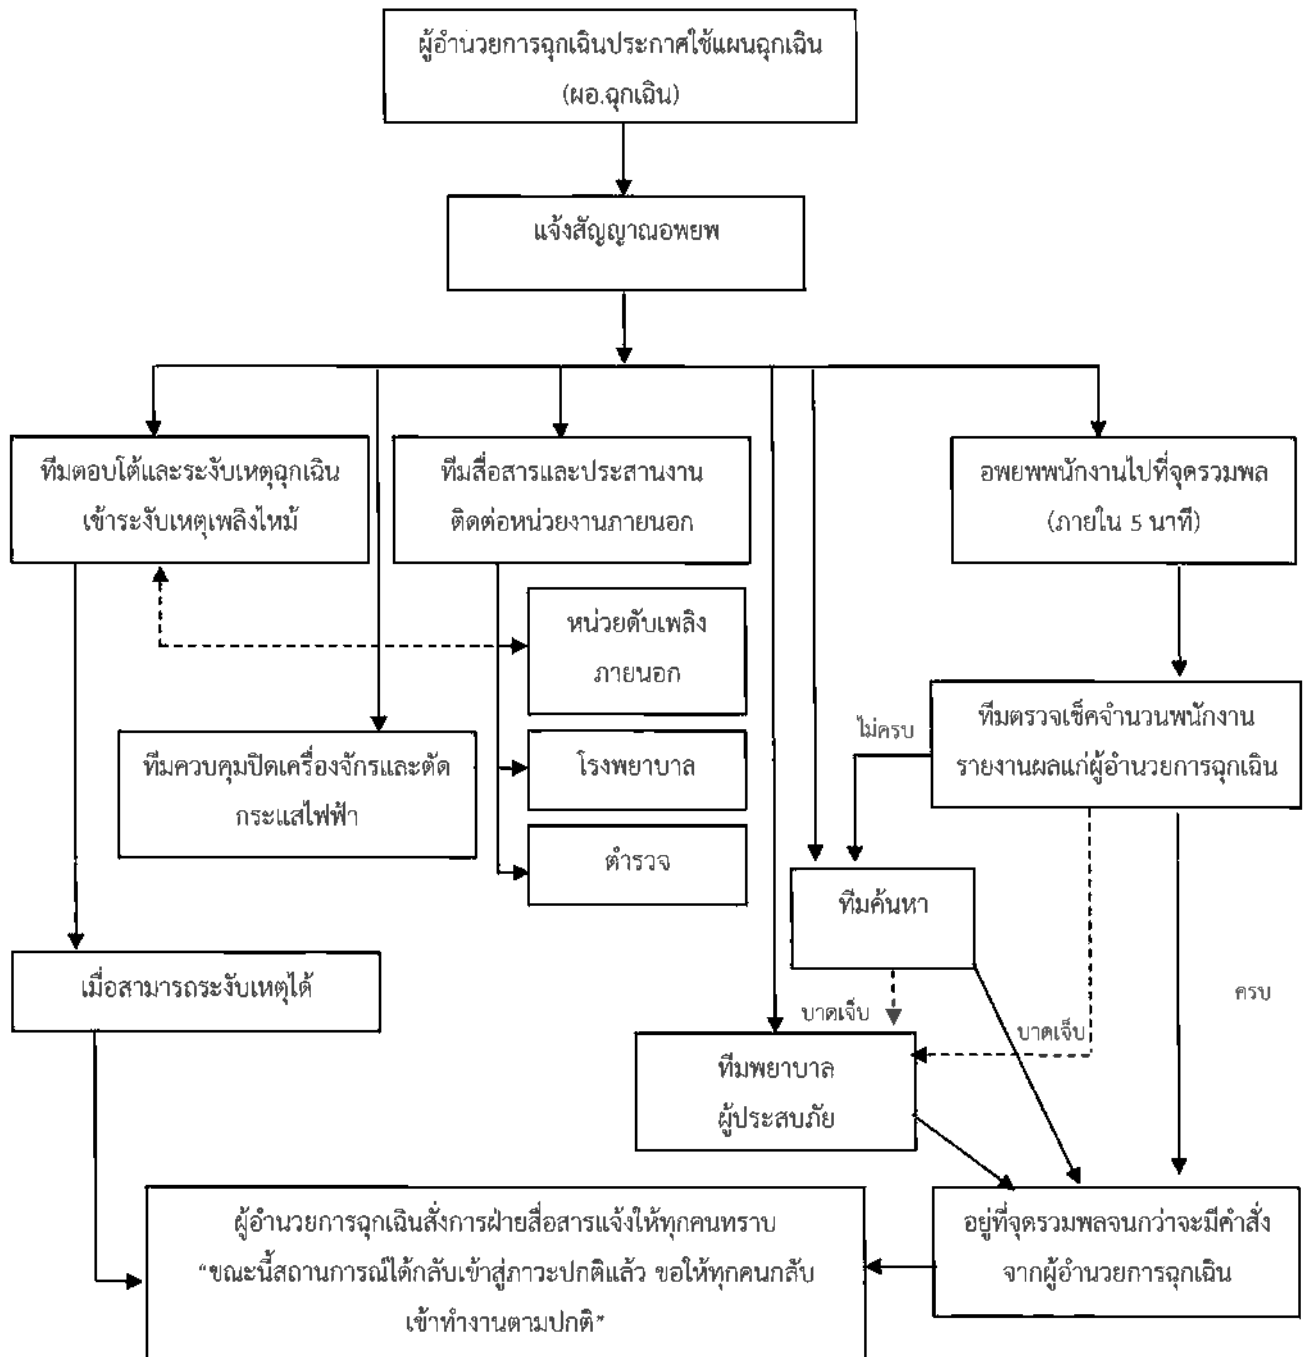 ผู้อำนวยการฉุกเฉินประกาศใช้แผนฉุกเฉิน
(ผอ.ฉุกเฉิน)
แจ้งสัญญาณอพยพ
ทีมตอบโต้และระงับเหตุฉุกเฉิน
เข้าระงับเหตุเพลิงไหม้
ทีมสื่อสารและประสานงาน
ติดต่อหน่วยงานภายนอก
อพยพพนักงานไปที่จุดรวมพล
(ภายใน 5 นาที)
หน่วยดับเพลิง
ภายนอก
ทีมควบคุมปิดเครื่องจักรและตัด
กระแสไฟฟ้า
โรงพยาบาล
ตำรวจ
ไม่ครบ
ทีมตรวจเช็คจำนวนพนักงาน
รายงานผลแก่ผู้อำนวยการฉุกเฉิน
ทีมค้นหา
เมื่อสามารถระงับเหตุได้
บาดเจ็บ
บาดเจ็บ
ครบ
ทีมพยาบาล
ผู้ประสบภัย
ผู้อำนวยการฉุกเฉินสั่งการฝ่ายสื่อสารแจ้งให้ทุกคนทราบ
"ขณะนี้สถานการณ์ได้กลับเข้าสู่ภาวะปกติแล้ว ขอให้ทุกคนกลับ
เข้าทำงานตามปกติ"
อยู่ที่จุดรวมพลจนกว่าจะมีคำสั่ง
จากผู้อำนวยการฉุกเฉิน